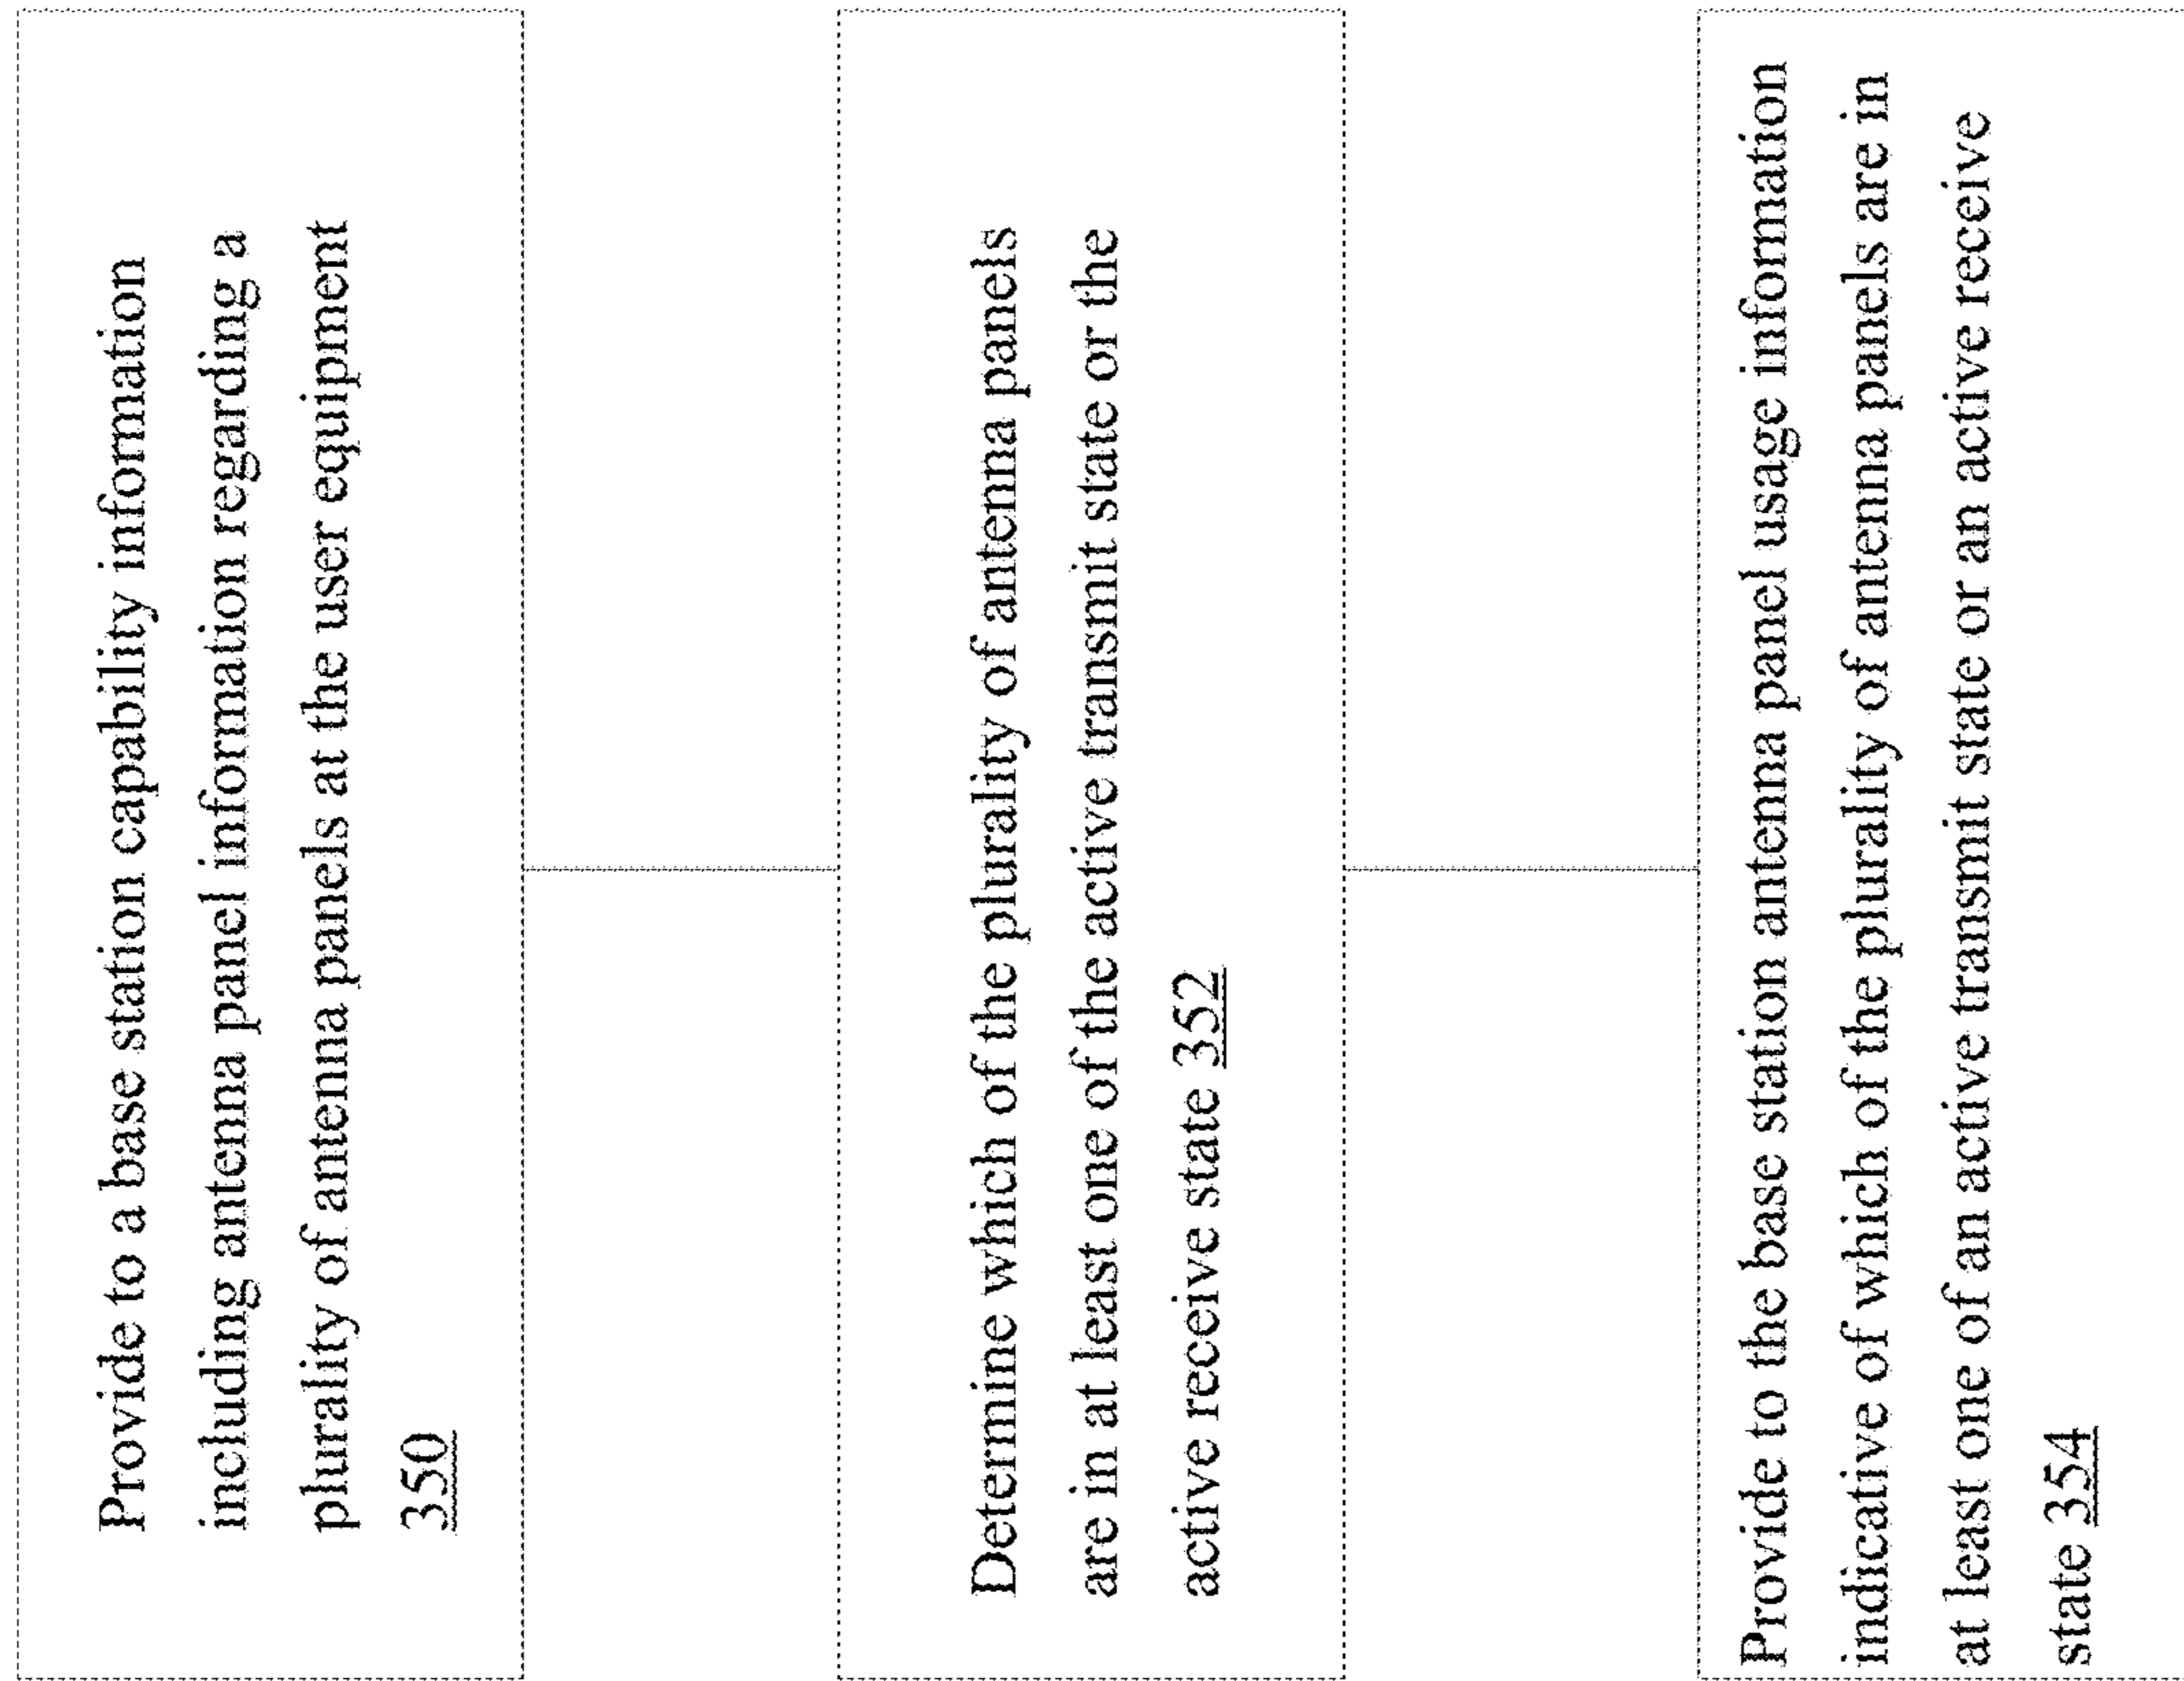 Provide to a base station capability information
including antenna panel information regarding a
plurality of antenna panels at the user equipment
350
Determine which of the plurality of antenna panels
are in at least one of the active transmit state or the
active receive state 352
Provide to the base station antenna panel usage information
indicative of which of the plurality of antenna panels are in
at least one of an active transmit state or an active receive
state 354